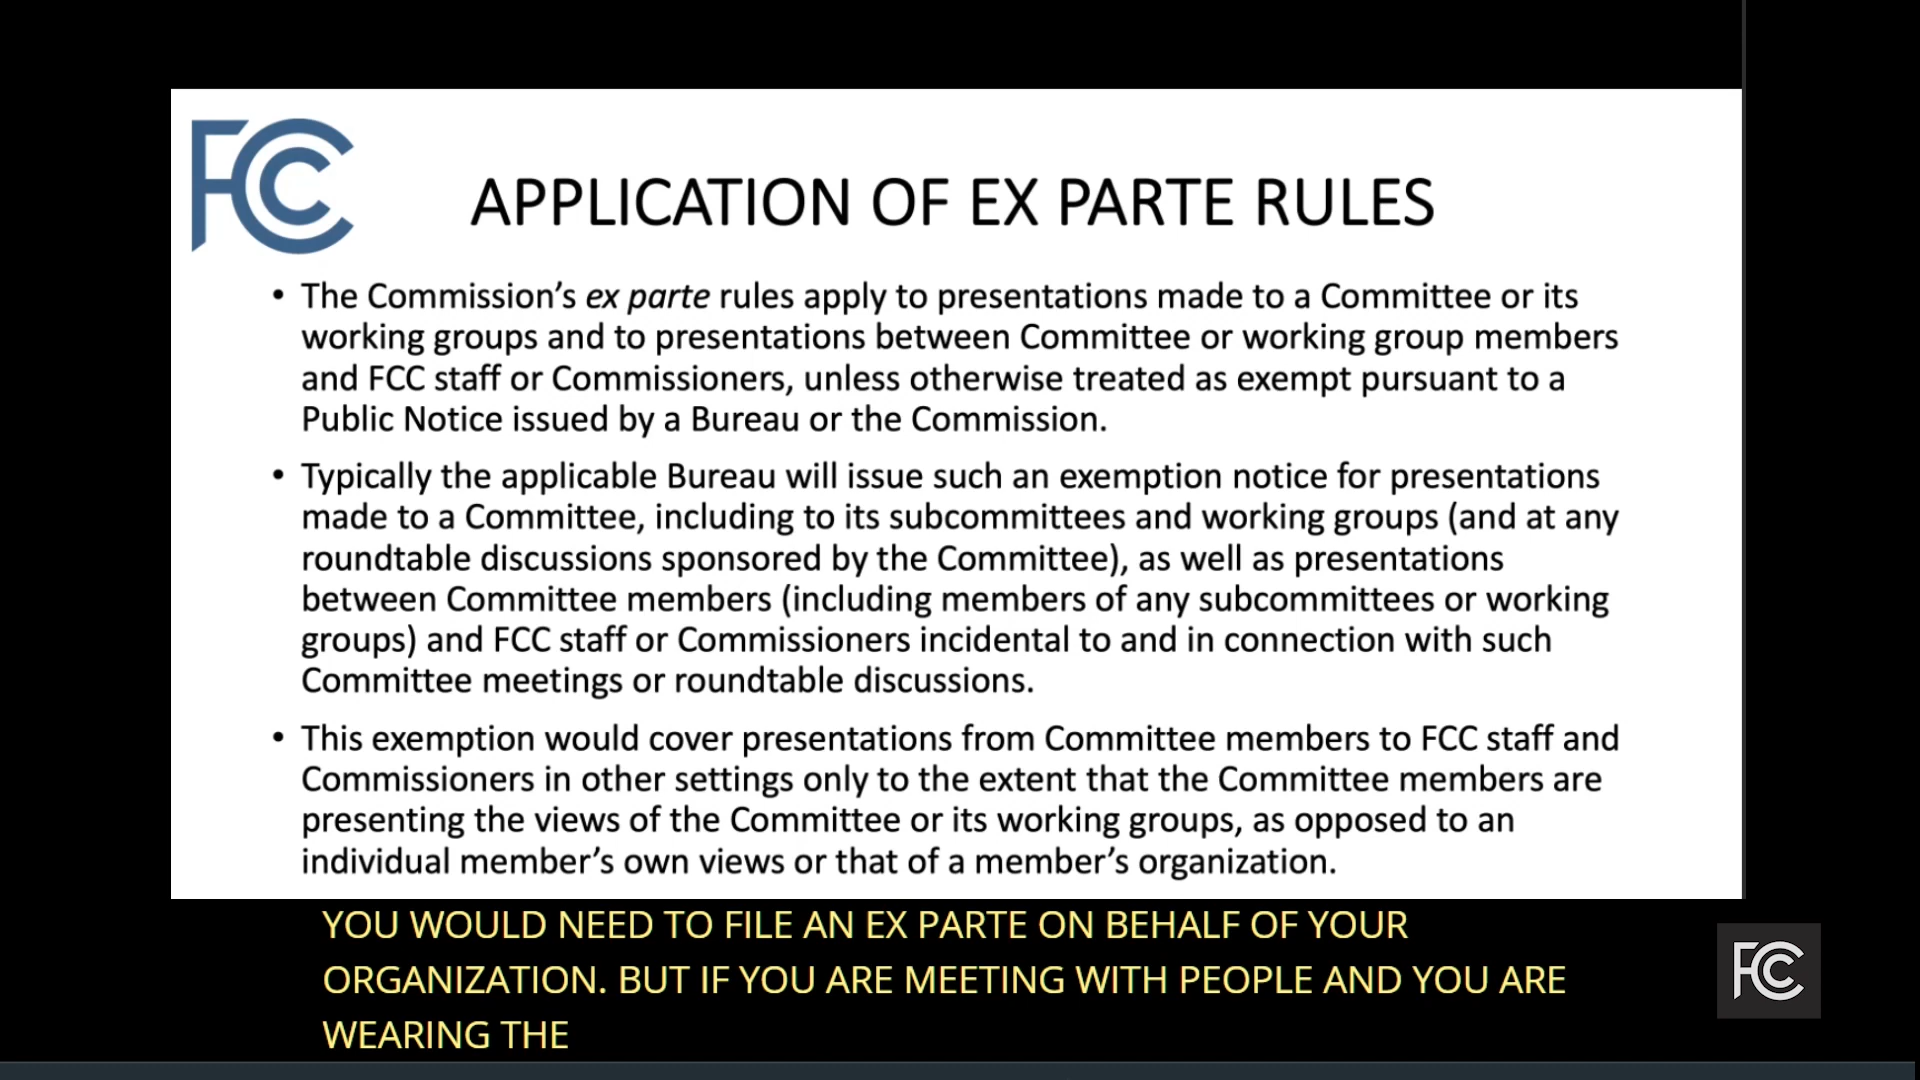 FCC
APPLICATION OF EX PARTE RULES
• The Commission’s ex parte rules apply to presentations made to a Committee or its
working groups and to presentations between Committee or working group members
and FCC staff or Commissioners, unless otherwise treated as exempt pursuant to a
Public Notice issued by a Bureau or the Commission.
• Typically the applicable Bureau will issue such an exemption notice for presentations
made to a Committee, including to its subcommittees and working groups (and at any
roundtable discussions sponsored by the Committee), as well as presentations
between Committee members (including members of any subcommittees or working
groups) and FCC staff or Commissioners incidental to and in connection with such
Committee meetings or roundtable discussions.
• This exemption would cover presentations from Committee members to FCC staff and
Commissioners in other settings only to the extent that the Committee members are
presenting the views of the Committee or its working groups, as opposed to an
individual member’s own views or that of a member’s organization.
YOU WOULD NEED TO FILE AN EX PARTE ON BEHALF OF YOUR
ORGANIZATION. BUT IF YOU ARE MEETING WITH PEOPLE AND YOU ARE
WEARING THE
FCC